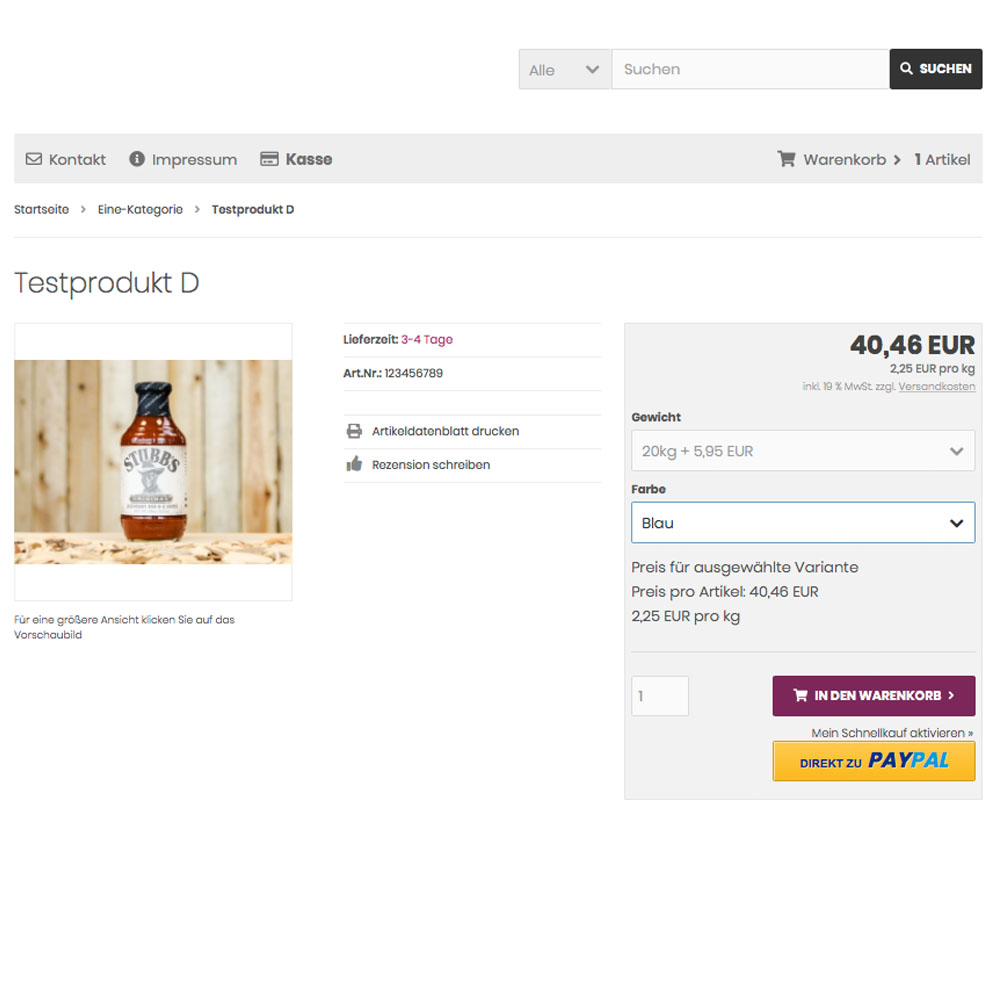 Alle
Suchen
SUCHEN
Kontakt
Impressum
Kasse
Warenkorb
1 Artikel
Startseite > Eine-Kategorie > Testprodukt D
Testprodukt D
STUBB'S
ORIGINAL
Für eine größere Ansicht klicken Sie auf das
Vorschaubild
Lieferzeit: 3-4 Tage
Art.Nr.: 123456789
Artikeldatenblatt drucken
Rezension schreiben
40,46 EUR
2,25 EUR pro kg
inkl. 19 % MwSt. zzgl. Versandkosten
Gewicht
20kg + 5,95 EUR
Farbe
Blau
Preis für ausgewählte Variante
Preis pro Artikel: 40,46 EUR
2,25 EUR pro kg
1
IN DEN WARENKORB
Mein Schnellkauf aktivieren »
DIREKT ZU PAYPAL